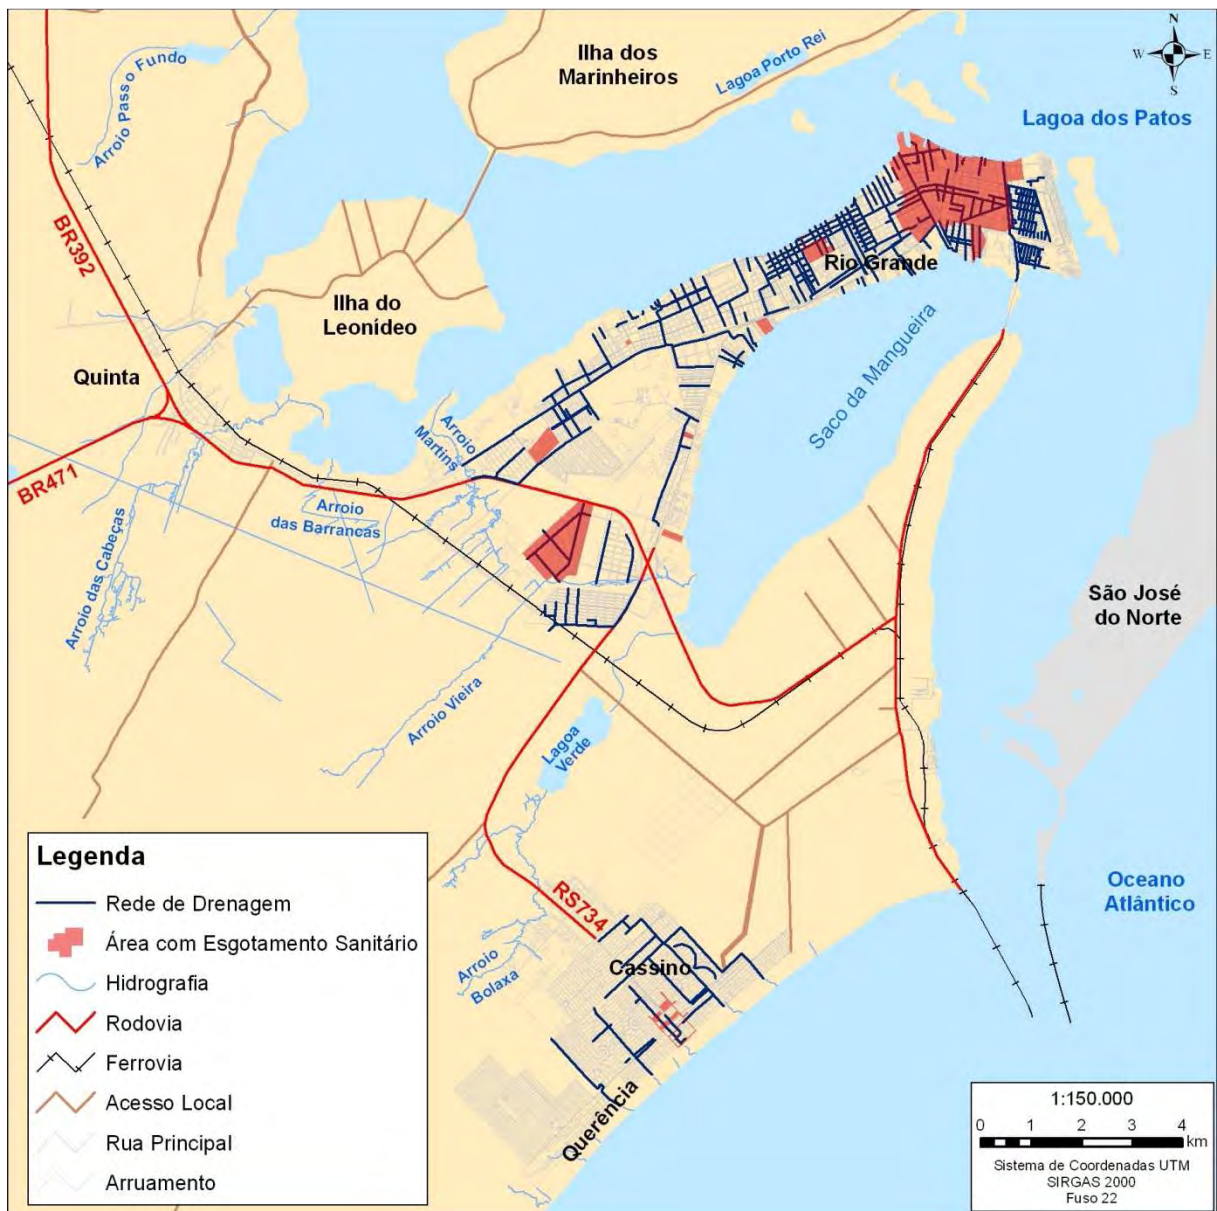 N
W E
S
Ilha dos
Marinheiros
Lagoa Porto Rei
Arroio Passo Fundo
Lagoa dos Patos
BR392
Rio Grande
Ilha do
Leonídeo
Saco da Mangueira
Quinta
Arroio
Martins
BR471
Arroio
das Barrancas
Arroio das Cabeças
São José
do Norte
Arroio Vieira
Lagoa
Verde
Legenda
Rede de Drenagem
Área com Esgotamento Sanitário
Hidrografia
Rodovia
Ferrovia
Acesso Local
Rua Principal
Arruamento
RS734
Oceano
Atlântico
Cassino
Arroio
Bolaxa
Querência
1:150.000
0 1 2 3 4
km
Sistema de Coordenadas UTM
SIRGAS 2000
Fuso 22